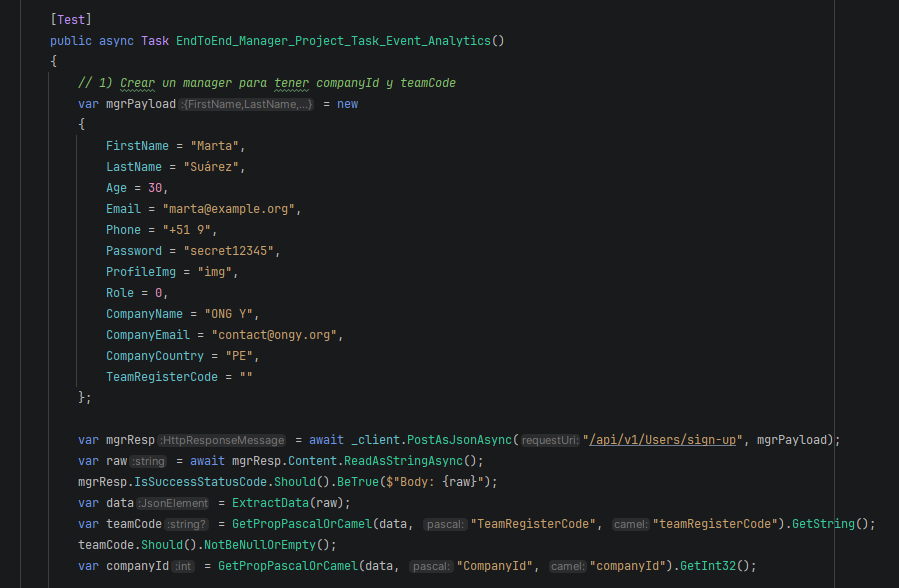 [Test]
public async Task EndToEnd_Manager_Project_Task_Event_Analytics()
{
// 1) Crear un manager para tener companyId y teamCode
var mgrPayload :{FirstName,LastName,...} = new
{
FirstName = "Marta",
LastName = "Suárez",
Age = 30,
Email = "marta@example.org",
Phone = "+51 9",
Password = "secret12345",
ProfileImg = "img",
Role = 0,
CompanyName = "ONG Y",
CompanyEmail = "contact@ongy.org",
CompanyCountry = "PE",
TeamRegisterCode = ""
};
var mgrResp :HttpResponseMessage = await _client.PostAsJsonAsync( requestUri: "/api/v1/Users/sign-up", mgrPayload);
var raw :string = await mgrResp.Content.ReadAsStringAsync();
mgrResp.IsSuccessStatusCode.Should().BeTrue($"Body: {raw}");
var data :JsonElement = ExtractData(raw);
var teamCode :string? = GetPropPascalOrCamel(data, pascal: "TeamRegisterCode", camel: "teamRegisterCode").GetString();
teamCode.Should().NotBeNullOrEmpty();
var companyId :int = GetPropPascalOrCamel(data, pascal: "CompanyId", camel: "companyId").GetInt32();